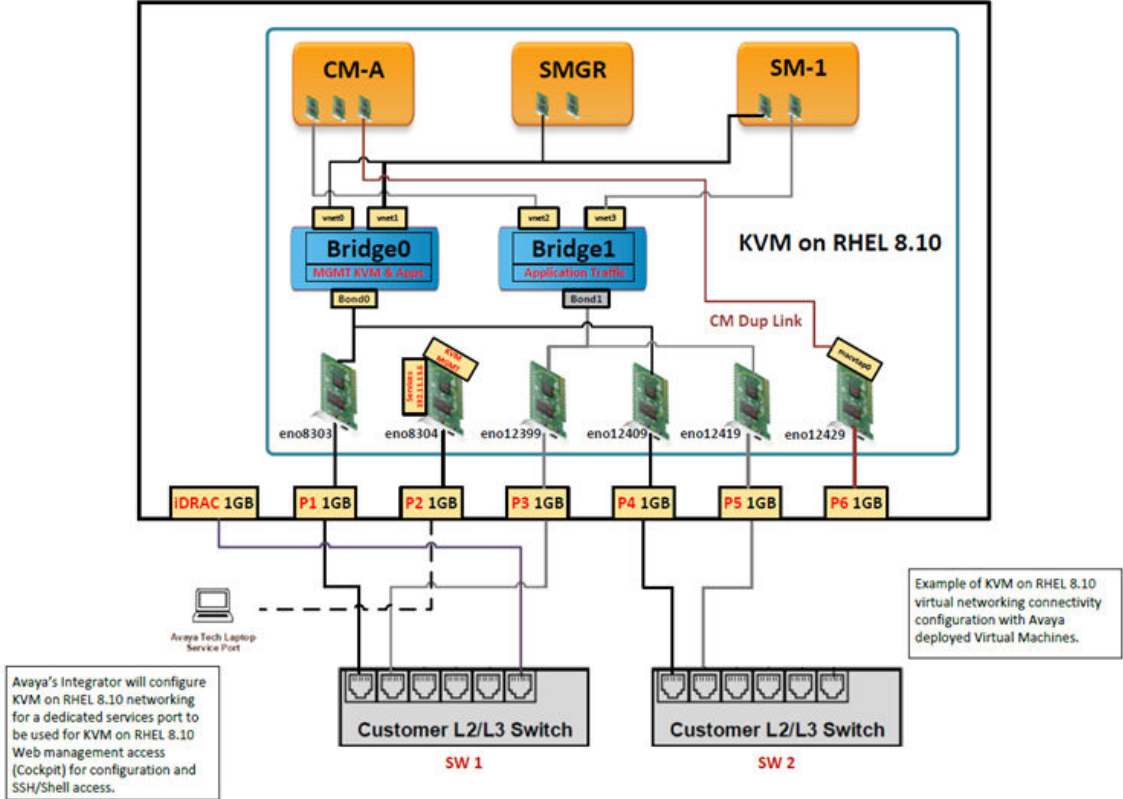 CM-A
SMGR
SM-1
vnet0
vnet1
vnet2
vnet3
Bridge0
MGMT KVM & Apps
Bridge1
Application Traffic
KVM on RHEL 8.10
Bond0
Bond1
CM Dup Link
KVM
MGMT
Services
192.11.13.6
macvtap0
eno8303
eno8304
eno12399
eno12409
eno12419
eno12429
iDRAC 1GB
P1 1GB
P2 1GB
P3 1GB
P4 1GB
P5 1GB
P6 1GB
Avaya Tech Laptop
Service Port
Example of KVM on RHEL 8.10
virtual networking connectivity
configuration with Avaya
deployed Virtual Machines.
Avaya's Integrator will configure
KVM on RHEL 8.10 networking
for a dedicated services port to
be used for KVM on RHEL 8.10
Web management access
(Cockpit) for configuration and
SSH/Shell access.
Customer L2/L3 Switch
Customer L2/L3 Switch
SW 1
SW 2